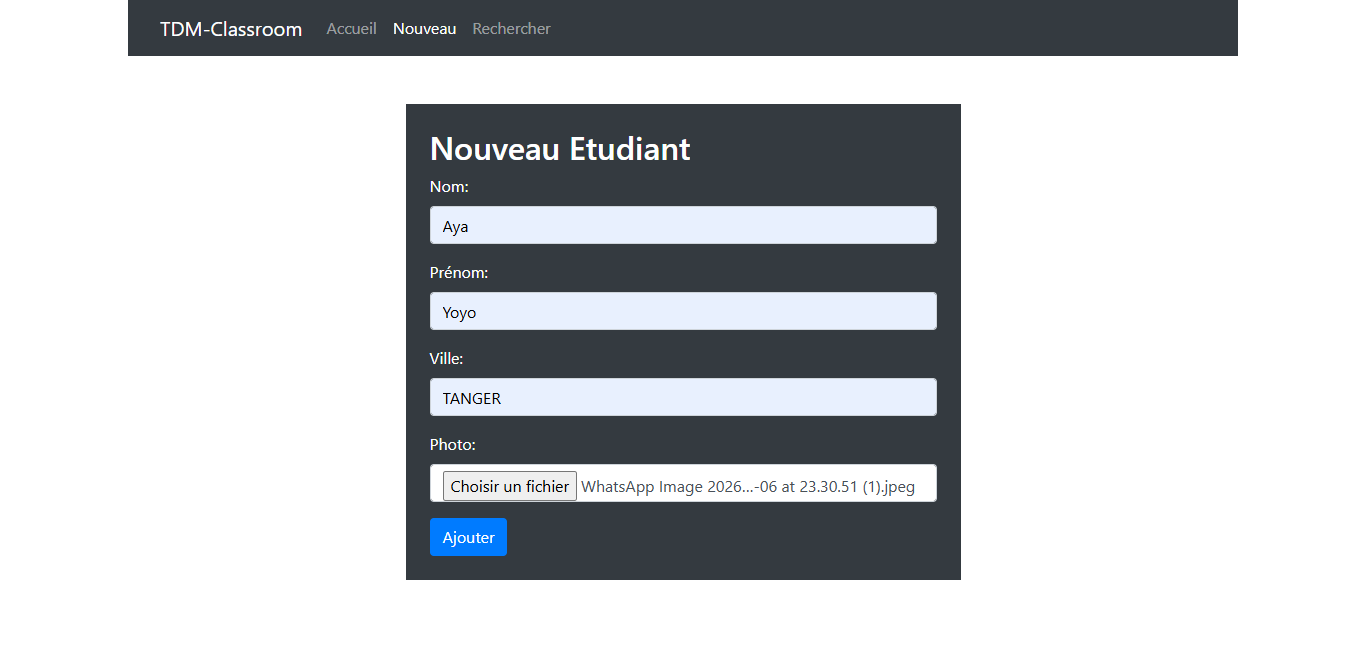 TDM-Classroom Accueil Nouveau Rechercher
Nouveau Etudiant
Nom:
Aya
Prénom:
Yoyo
Ville:
TANGER
Photo:
Choisir un fichier WhatsApp Image 2026...-06 at 23.30.51 (1).jpeg
Ajouter